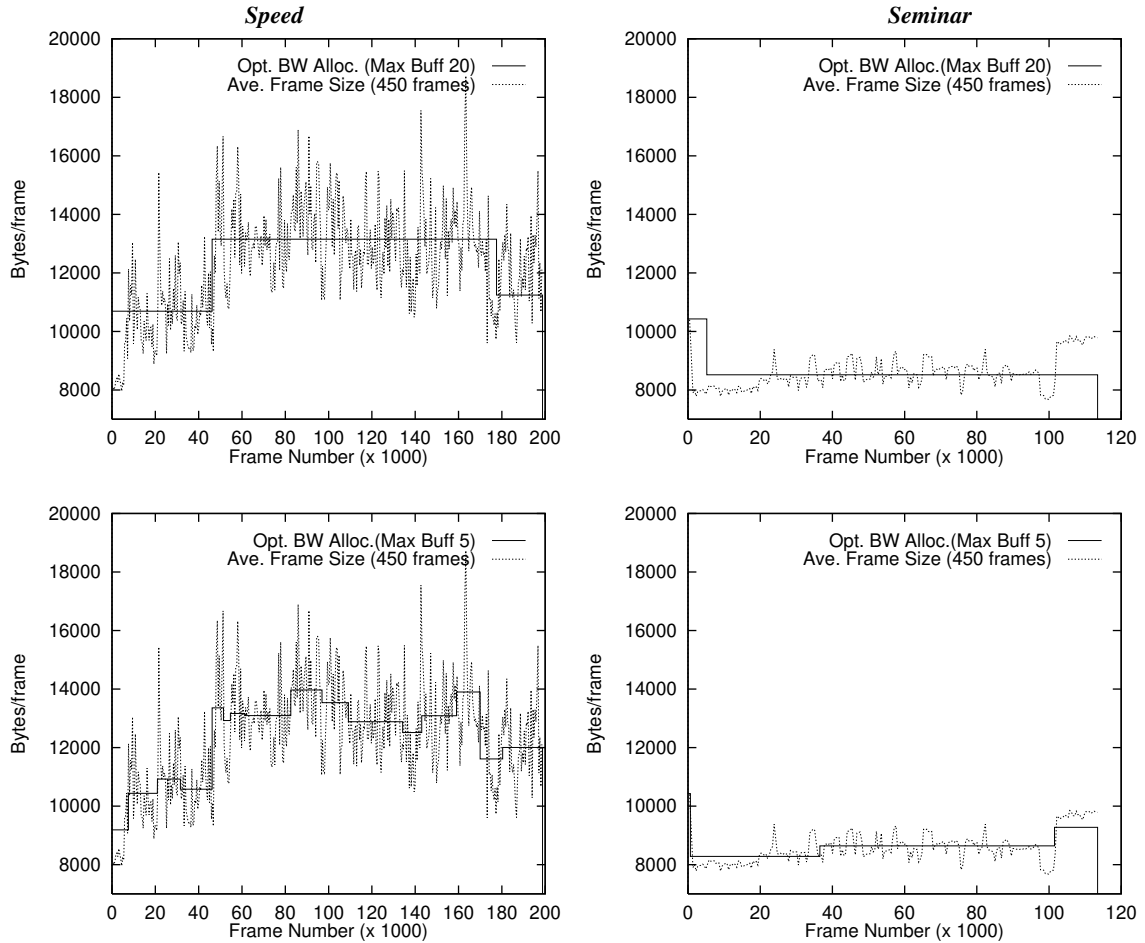 Speed
20000
18000
16000
14000
12000
10000
8000
Bytes/frame
Opt. BW Alloc. (Max Buff 20)
Ave. Frame Size (450 frames)
0 20 40 60 80 100 120 140 160 180 200
Frame Number (x 1000)
Seminar
20000
18000
16000
14000
12000
10000
8000
Bytes/frame
Opt. BW Alloc.(Max Buff 20)
Ave. Frame Size (450 frames)
0 20 40 60 80 100 120
Frame Number (x 1000)
20000
18000
16000
14000
12000
10000
8000
Bytes/frame
Opt. BW Alloc.(Max Buff 5)
Ave. Frame Size (450 frames)
0 20 40 60 80 100 120 140 160 180 200
Frame Number (x 1000)
20000
18000
16000
14000
12000
10000
8000
Bytes/frame
Opt. BW Alloc.(Max Buff 5)
Ave. Frame Size (450 frames)
0 20 40 60 80 100 120
Frame Number (x 1000)